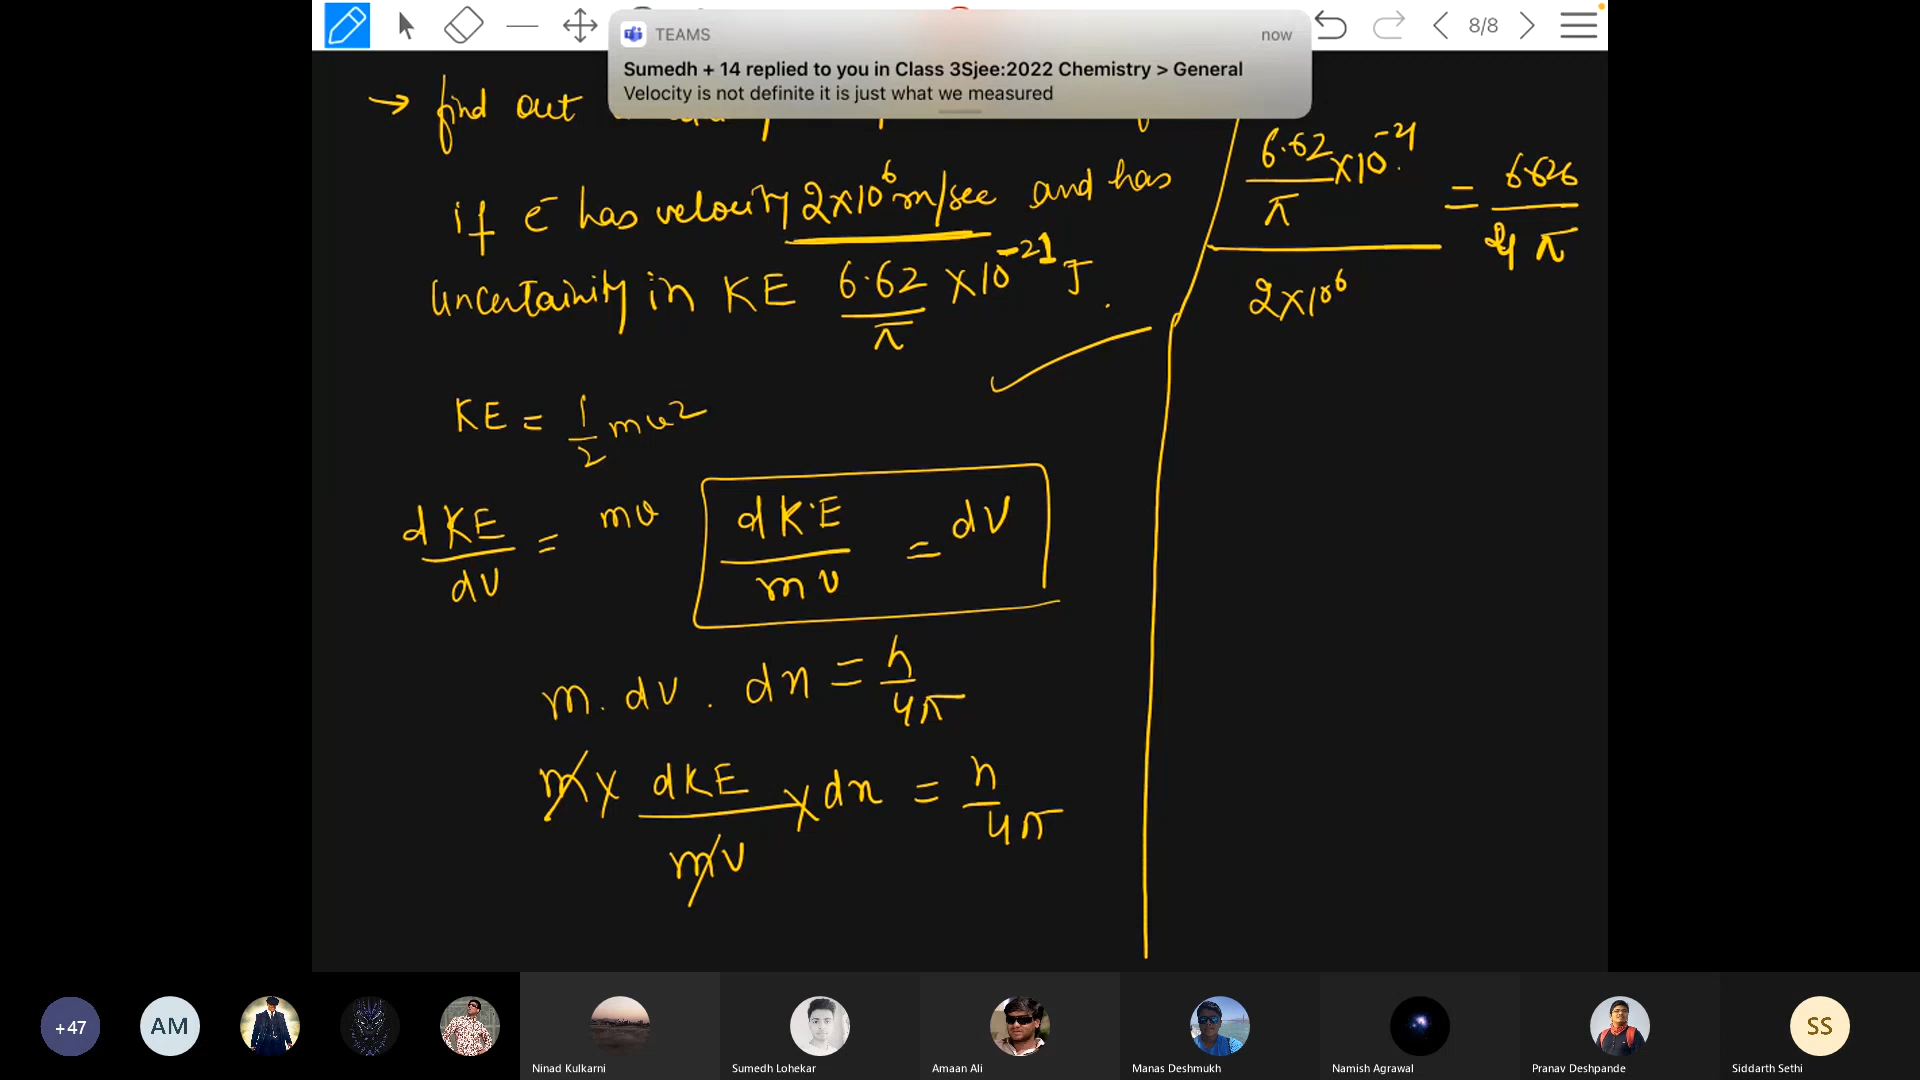 8/8
TEAMS
now
Sumedh + 14 replied to you in Class 3Sjee:2022 Chemistry > General
Velocity is not definite it is just what we measured
→ find out
if e⁻ has velocity 2×10⁶ m/sec and has
uncertainity in KE 6.62/π ×10⁻²¹ J.
KE = 1/2 mv²
dKE/dV = mv
dK·E/mv = dV
m. dv. dx = h/4π
m × dKE/mv × dx = h/4π
6.62/π ×10⁻²¹ / 2×10⁶ = 6.626/4π
+47
AM
Ninad Kulkarni
Sumedh Lohekar
Amaan Ali
Manas Deshmukh
Namish Agrawal
Pranav Deshpande
SS
Siddarth Sethi